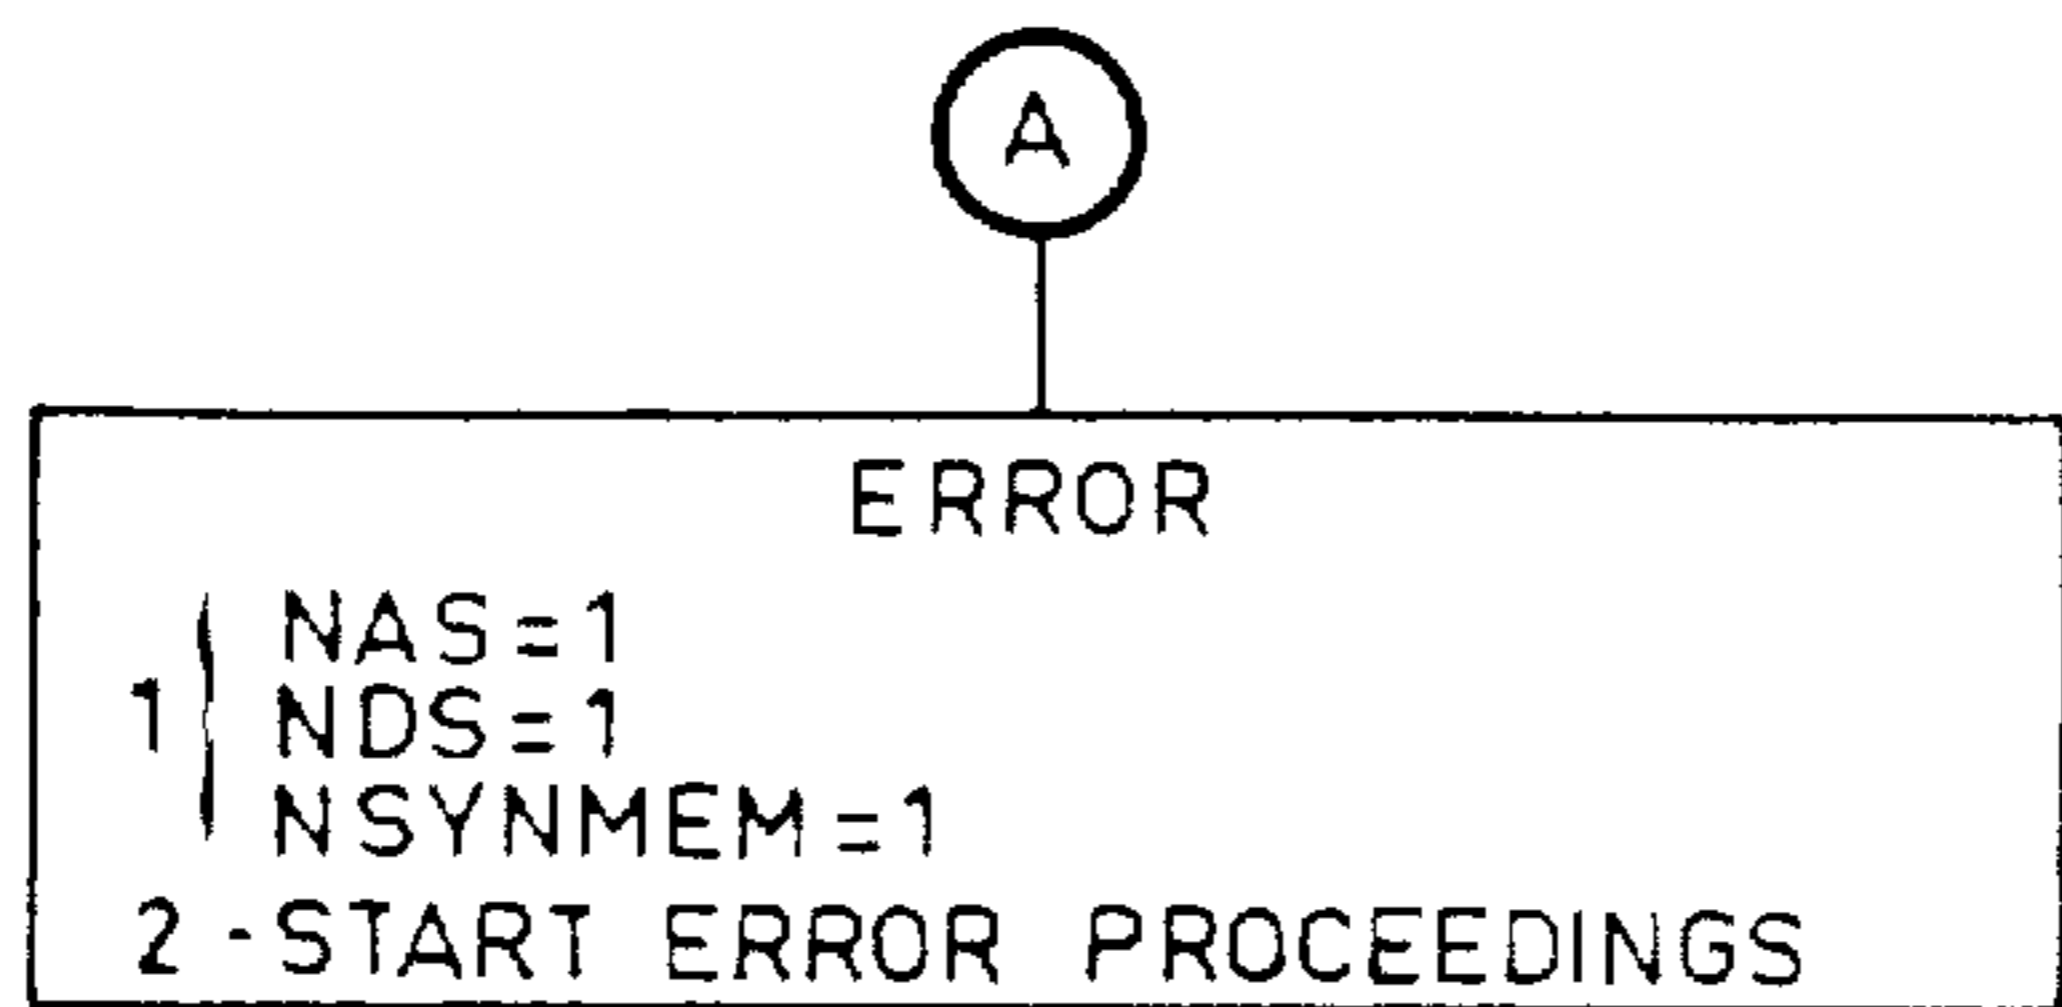 A
ERROR
NAS=1
1 NDS=1
NSYNMEM=1
2-START ERROR PROCEEDINGS